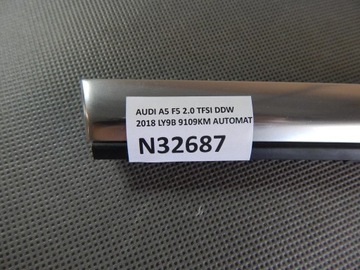 AUDI A5 F5 2.0 TFSI DDW
2018 LY9B 9109KM AUTOMAT
N32687